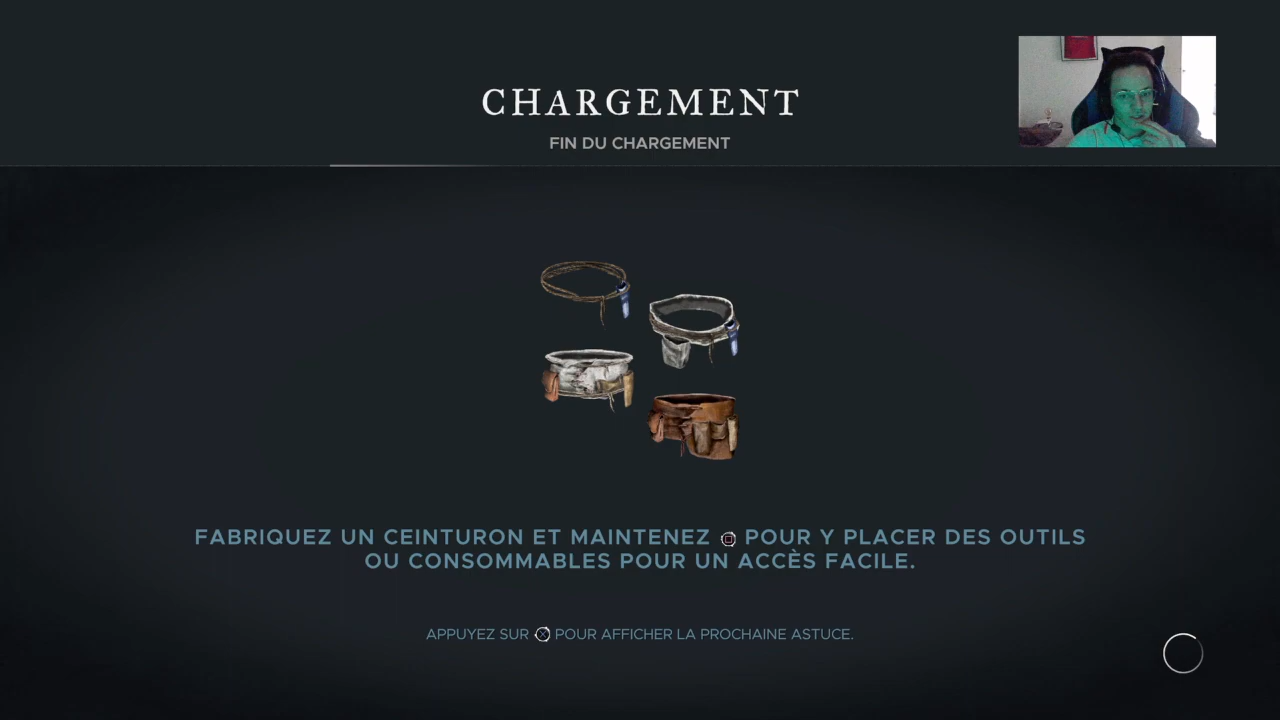 CHARGEMENT
FIN DU CHARGEMENT
FABRIQUEZ UN CEINTURON ET MAINTENEZ POUR Y PLACER DES OUTILS
OU CONSOMMABLES POUR UN ACCÈS FACILE.
APPUYEZ SUR POUR AFFICHER LA PROCHAINE ASTUCE.